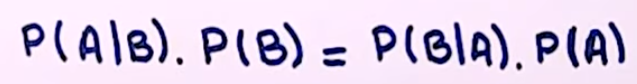 P(A|B). P(B) = P(B|A). P(A)